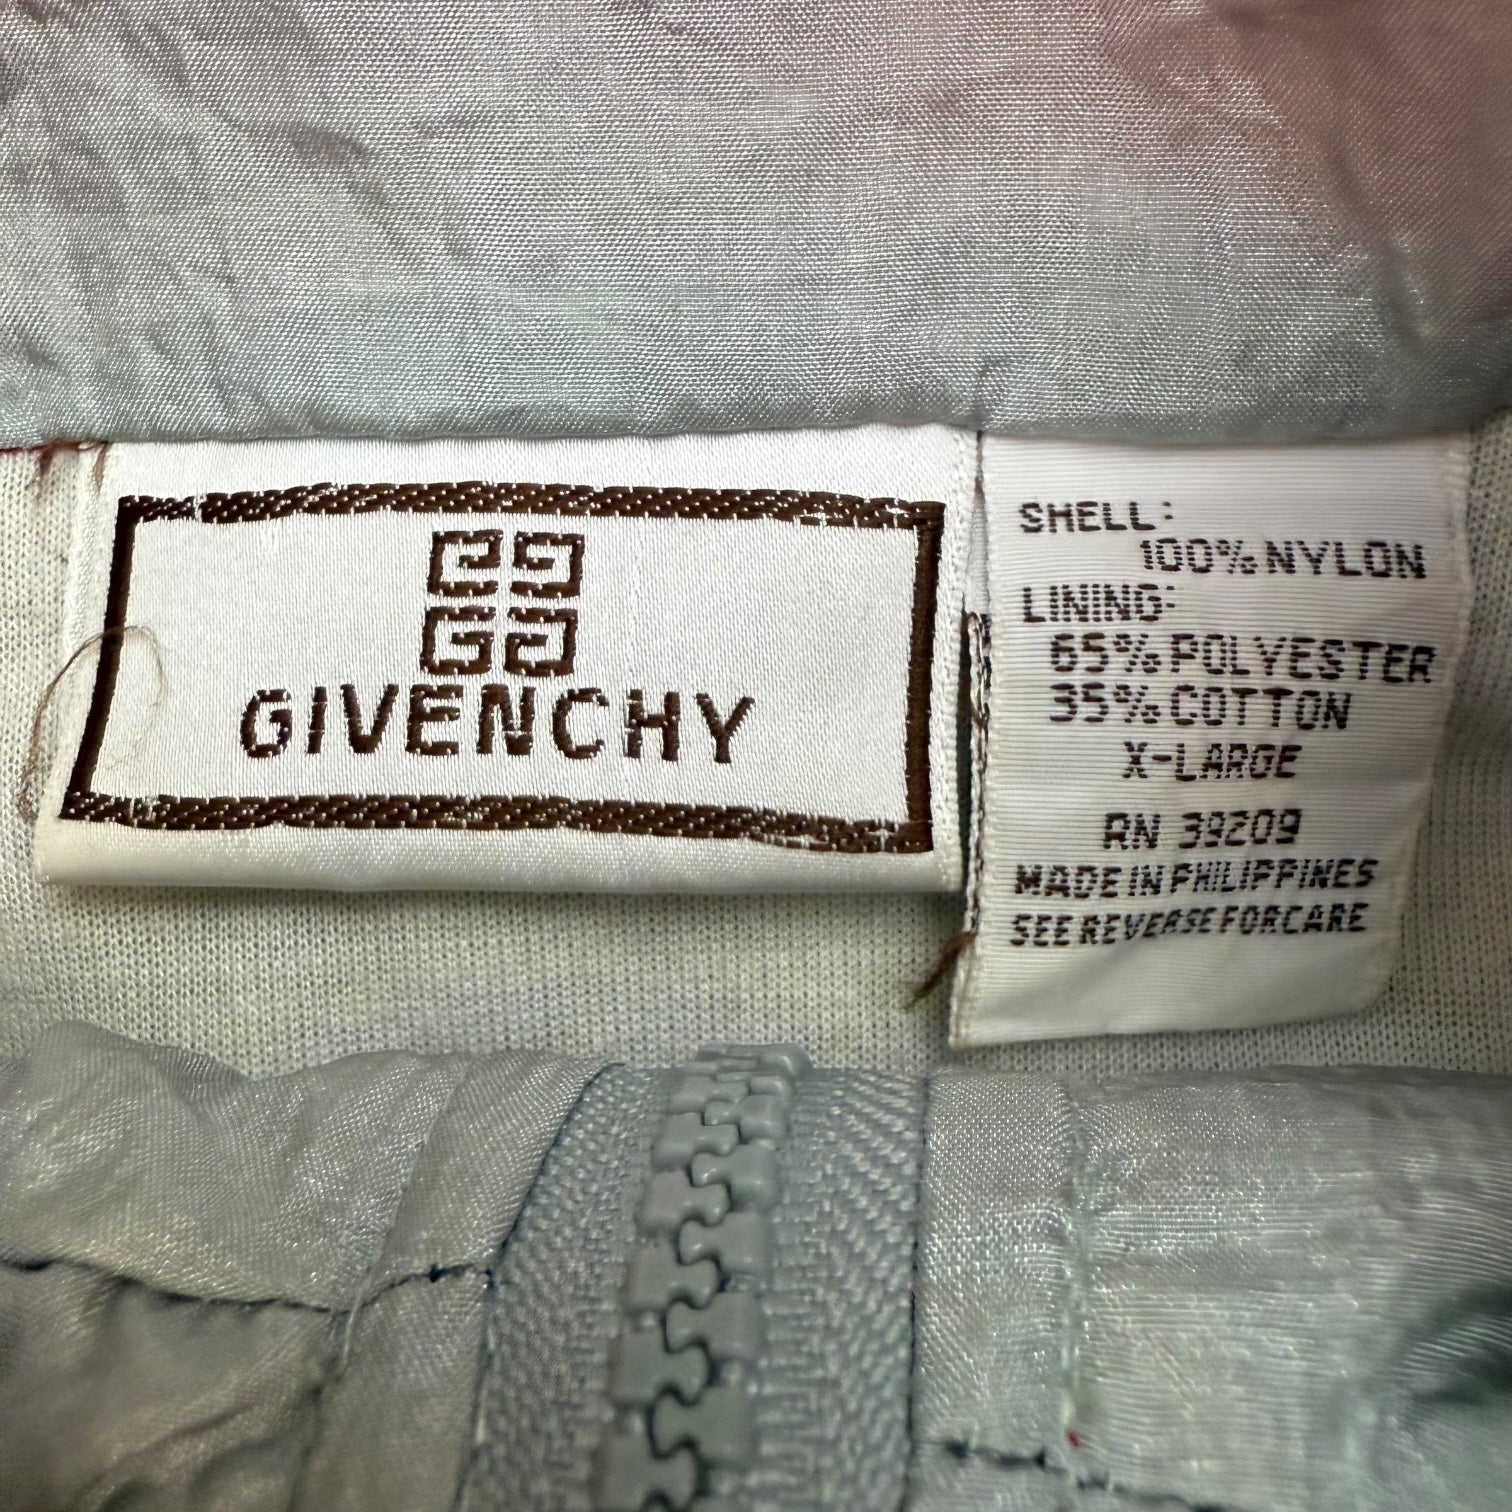 GIVENCHY
SHELL:
100% NYLON
LINING:
65% POLYESTER
35% COTTON
X-LARGE
RN 39209
MADE IN PHILIPPINES
SEE REVERSE FOR CARE